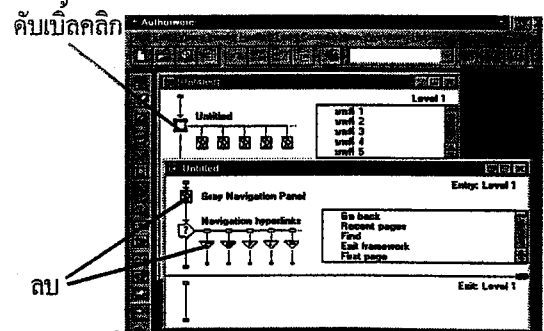 ดับเบิ้ลคลิก
Authorware
Untitled
Level 1
Untitled
บทที่ 1
บทที่ 2
บทที่ 3
บทที่ 4
บทที่ 5
Untitled
Entry: Level 1
Gray Navigation Panel
Navigation hyperlinks
Go back
Recent pages
Find
Exit framework
First page
ลบ
Exit: Level 1